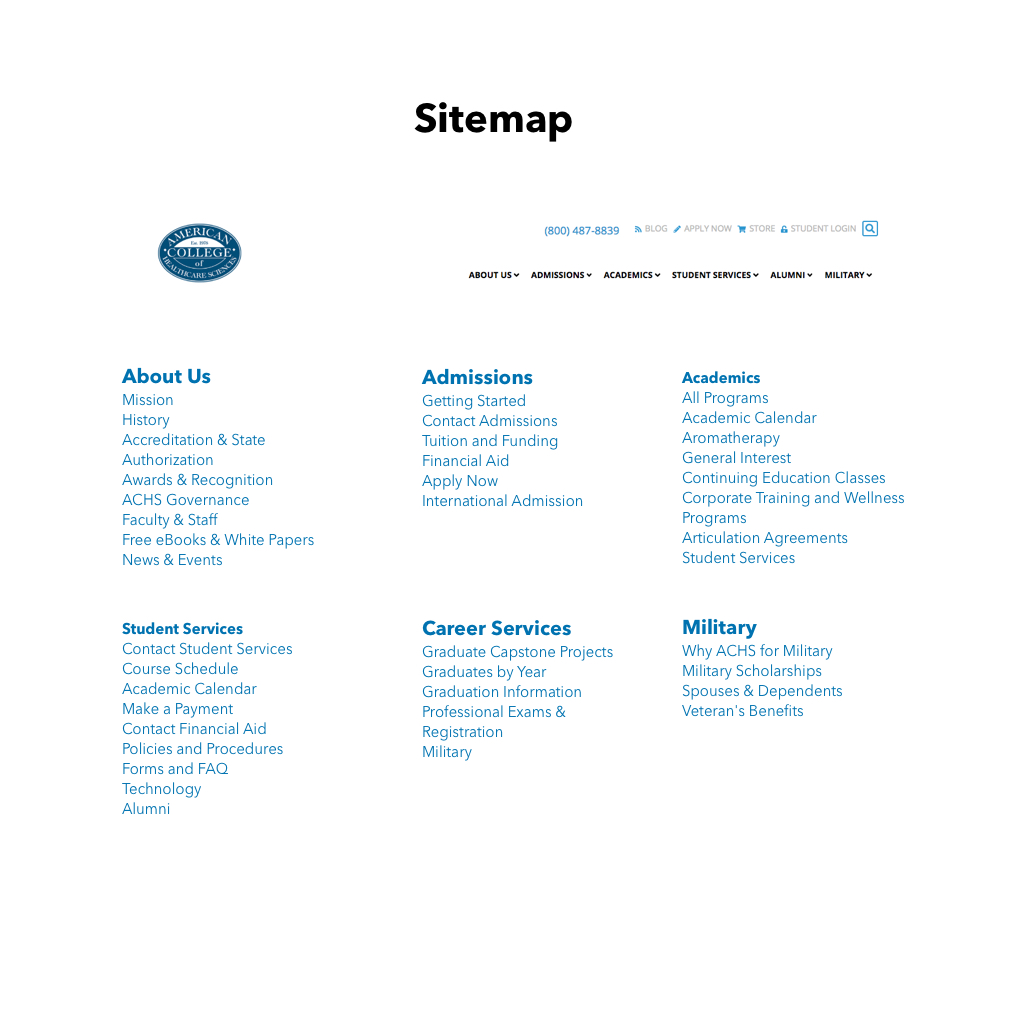 Sitemap
AMERICAN
Est. 1978
COLLEGE
of
HEALTHCARE SCIENCES
(800) 487-8839 BLOG APPLY NOW STORE STUDENT LOGIN
ABOUT US ADMISSIONS ACADEMICS STUDENT SERVICES ALUMNI MILITARY
About Us
Mission
History
Accreditation & State
Authorization
Awards & Recognition
ACHS Governance
Faculty & Staff
Free eBooks & White Papers
News & Events
Admissions
Getting Started
Contact Admissions
Tuition and Funding
Financial Aid
Apply Now
International Admission
Academics
All Programs
Academic Calendar
Aromatherapy
General Interest
Continuing Education Classes
Corporate Training and Wellness
Programs
Articulation Agreements
Student Services
Student Services
Contact Student Services
Course Schedule
Academic Calendar
Make a Payment
Contact Financial Aid
Policies and Procedures
Forms and FAQ
Technology
Alumni
Career Services
Graduate Capstone Projects
Graduates by Year
Graduation Information
Professional Exams &
Registration
Military
Military
Why ACHS for Military
Military Scholarships
Spouses & Dependents
Veteran's Benefits